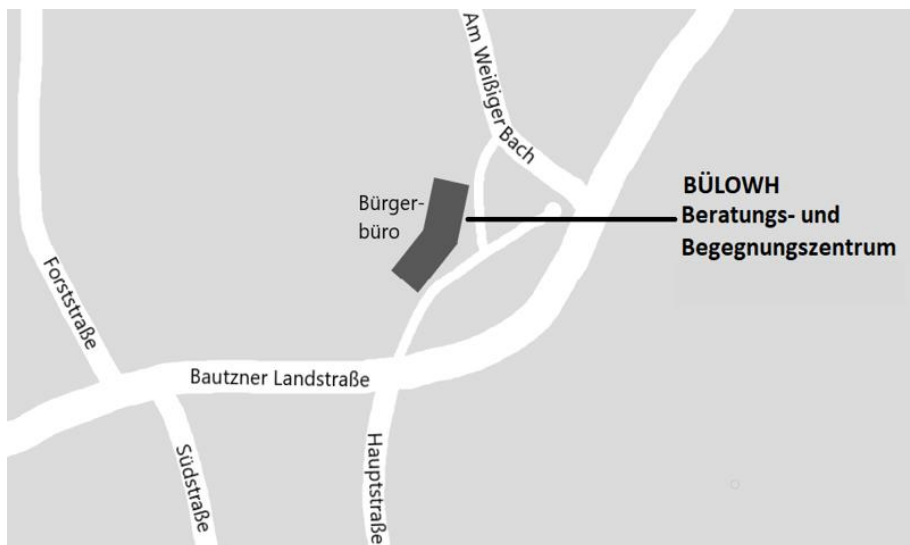 Am Weißiger Bach
BÜLOWH
Beratungs- und
Begegnungszentrum
Bürger-
büro
Forststraße
Bautzner Landstraße
Südstraße
Hauptstraße